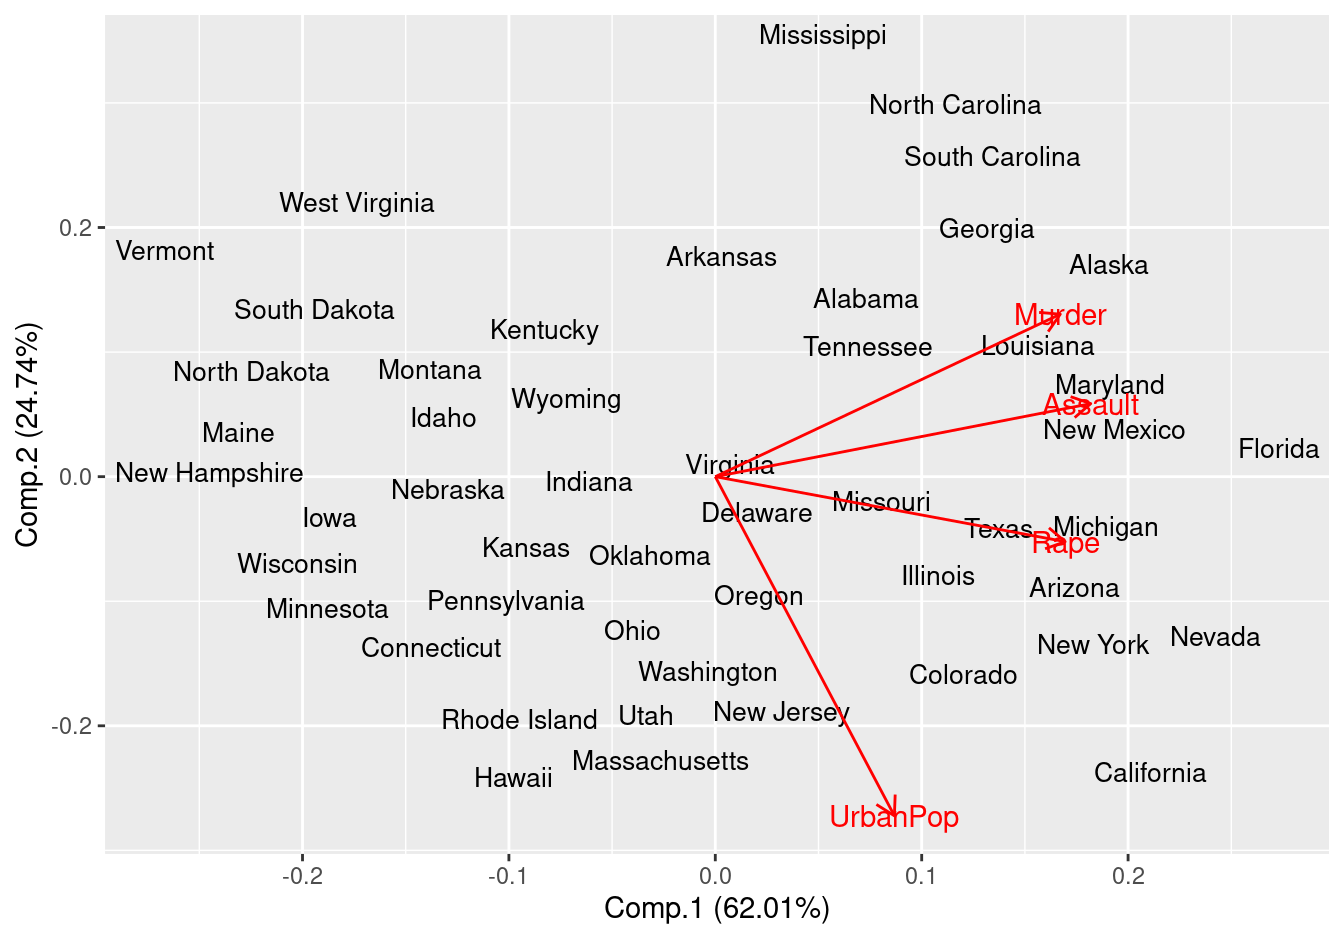 Mississippi
North Carolina
South Carolina
West Virginia
Georgia
0.2
Vermont
Arkansas
Alaska
Alabama
South Dakota
Murder
Kentucky
Tennessee
Louisiana
North Dakota
Montana
Maryland
Wyoming
Assault
Idaho
New Mexico
Maine
Florida
Virginia
New Hampshire
0.0
Indiana
Nebraska
Missouri
Delaware
Iowa
Texas
Michigan
Rape
Kansas
Oklahoma
Wisconsin
Illinois
Arizona
Oregon
Pennsylvania
Minnesota
Ohio
Nevada
New York
Connecticut
Washington
Colorado
New Jersey
Utah
Rhode Island
-0.2
Massachusetts
California
Hawaii
UrbanPop
-0.2
-0.1
0.0
0.1
0.2
Comp.1 (62.01%)
Comp.2 (24.74%)